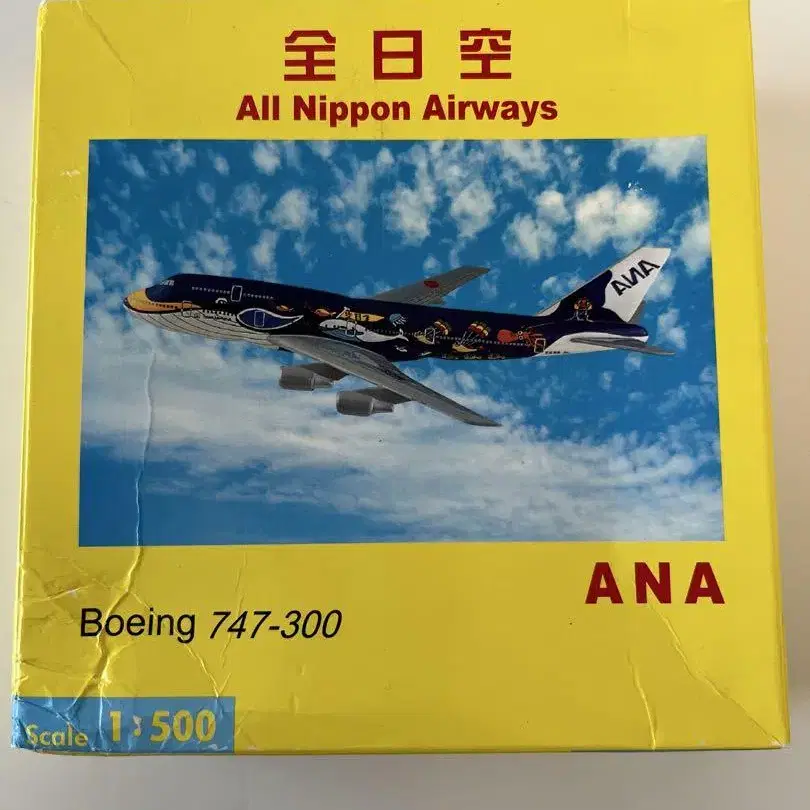 全日空
All Nippon Airways
ANA
ANA
Boeing 747-300
Scale 1:500